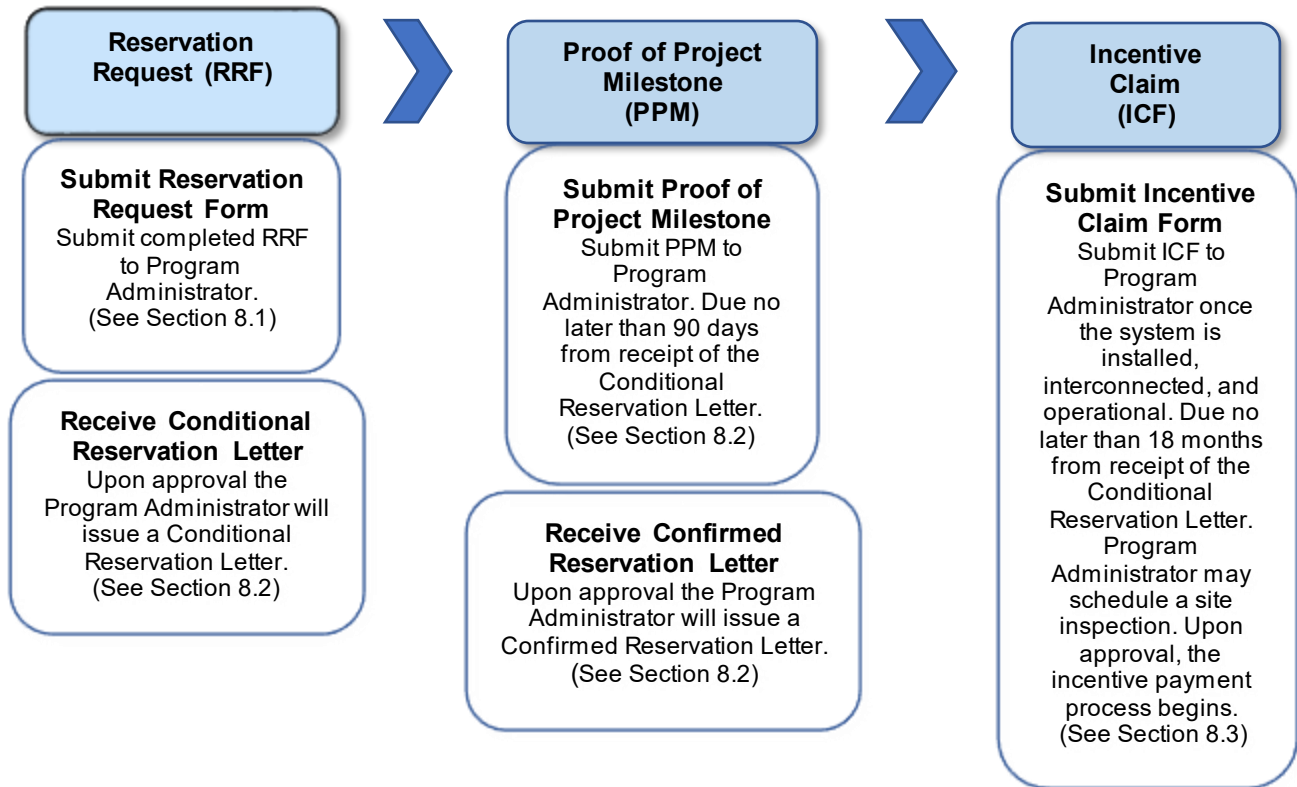 Reservation
Request (RRF)
Submit Reservation
Request Form
Submit completed RRF
to Program
Administrator.
(See Section 8.1)
Receive Conditional
Reservation Letter
Upon approval the
Program Administrator will
issue a Conditional
Reservation Letter.
(See Section 8.2)
Proof of Project
Milestone
(PPM)
Submit Proof of
Project Milestone
Submit PPM to
Program
Administrator. Due no
later than 90 days
from receipt of the
Conditional
Reservation Letter.
(See Section 8.2)
Receive Confirmed
Reservation Letter
Upon approval the Program
Administrator will issue a
Confirmed Reservation Letter.
(See Section 8.2)
Incentive
Claim
(ICF)
Submit Incentive
Claim Form
Submit ICF to
Program
Administrator once
the system is
installed,
interconnected, and
operational. Due no
later than 18 months
from receipt of the
Conditional
Reservation Letter.
Program
Administrator may
schedule a site
inspection. Upon
approval, the
incentive payment
process begins.
(See Section 8.3)